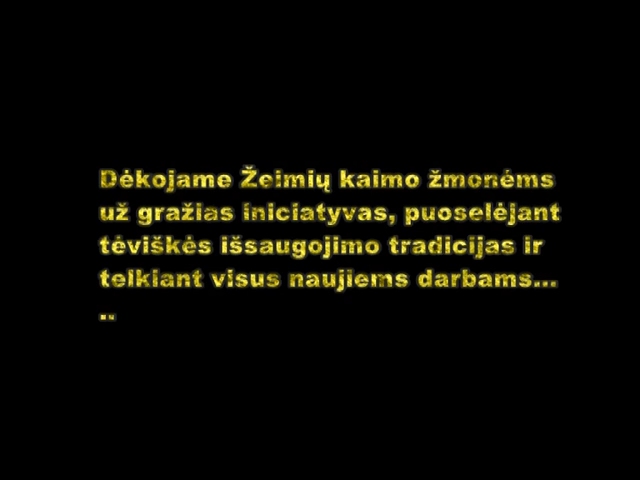 Dėkojame Žeimių kaimo žmonėms
už gražias iniciatyvas, puoselėjant
tėviškės išsaugojimo tradicijas ir
telkiant visus naujiems darbams...
..